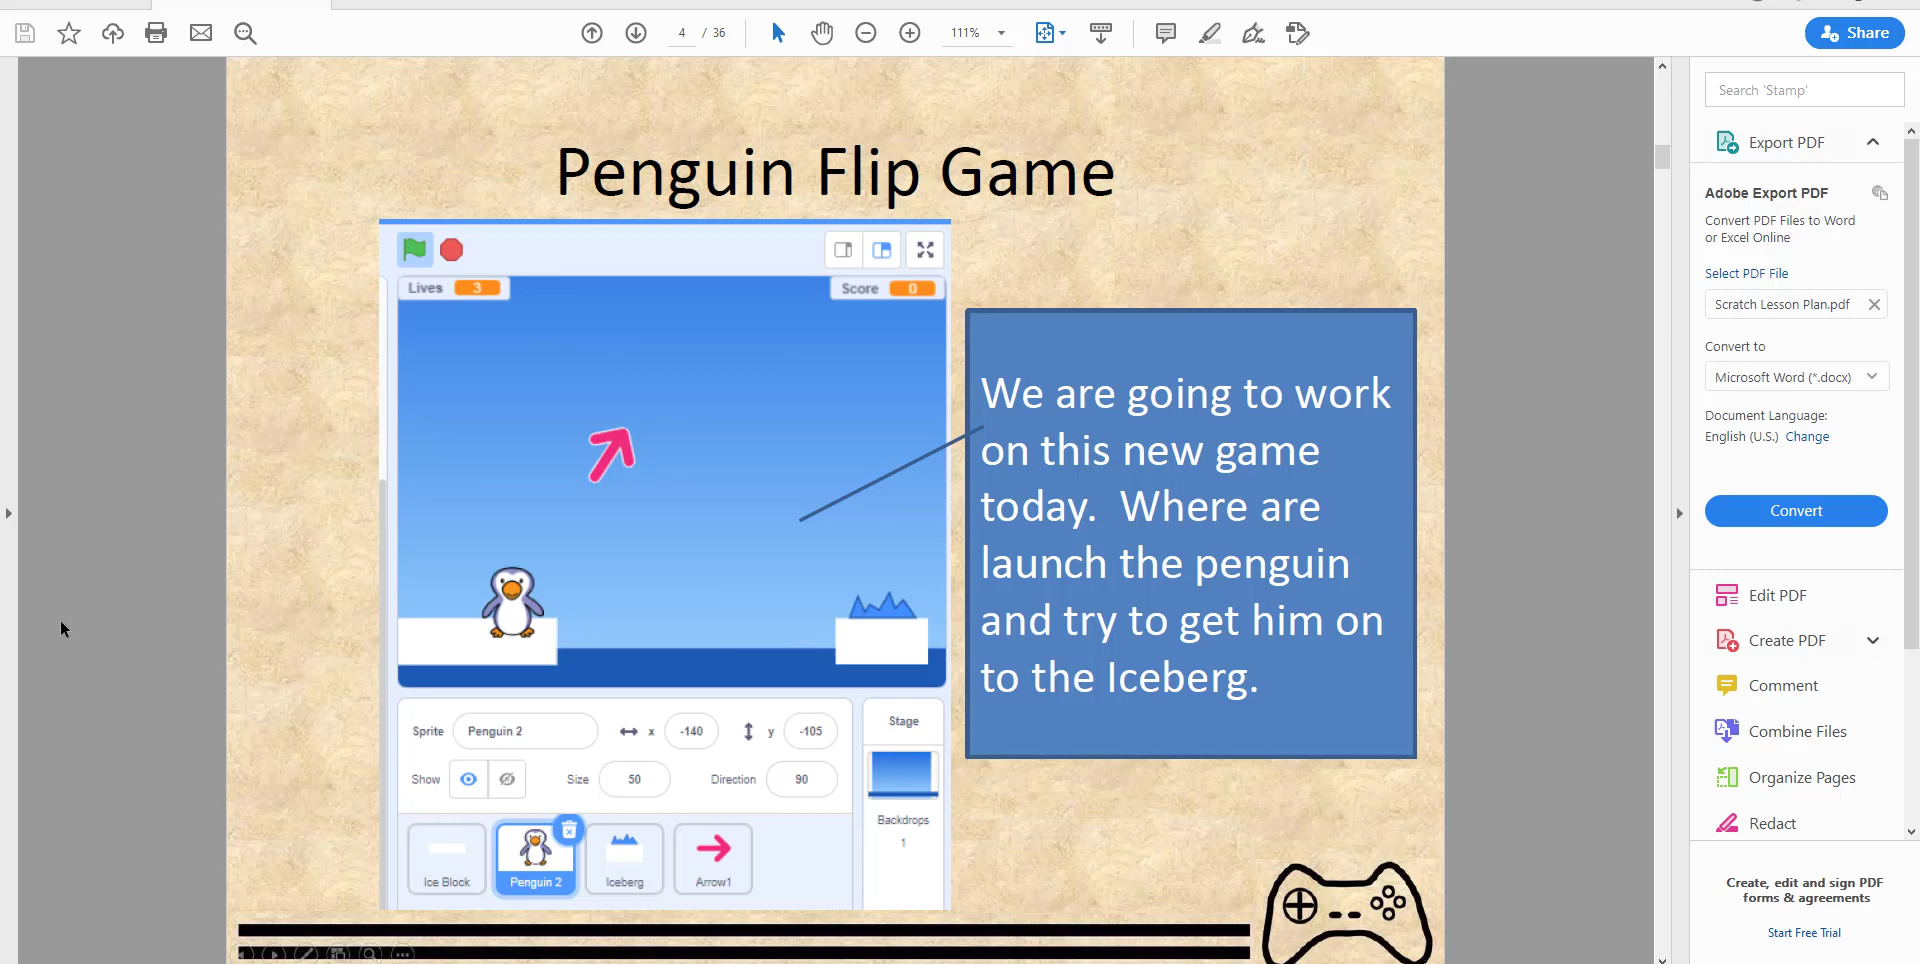 4 / 36
111%
Share
Penguin Flip Game
Lives 3
Score 0
We are going to work
on this new game
today. Where are
launch the penguin
and try to get him on
to the Iceberg.
Sprite Penguin 2 x -140 y -105
Show Size 50 Direction 90
Stage
Backdrops
1
Ice Block
Penguin 2
Iceberg
Arrow1
Search 'Stamp'
Export PDF
Adobe Export PDF
Convert PDF Files to Word
or Excel Online
Select PDF File
Scratch Lesson Plan.pdf
Convert to
Microsoft Word (*.docx)
Document Language:
English (U.S.) Change
Convert
Edit PDF
Create PDF
Comment
Combine Files
Organize Pages
Redact
Create, edit and sign PDF
forms & agreements
Start Free Trial